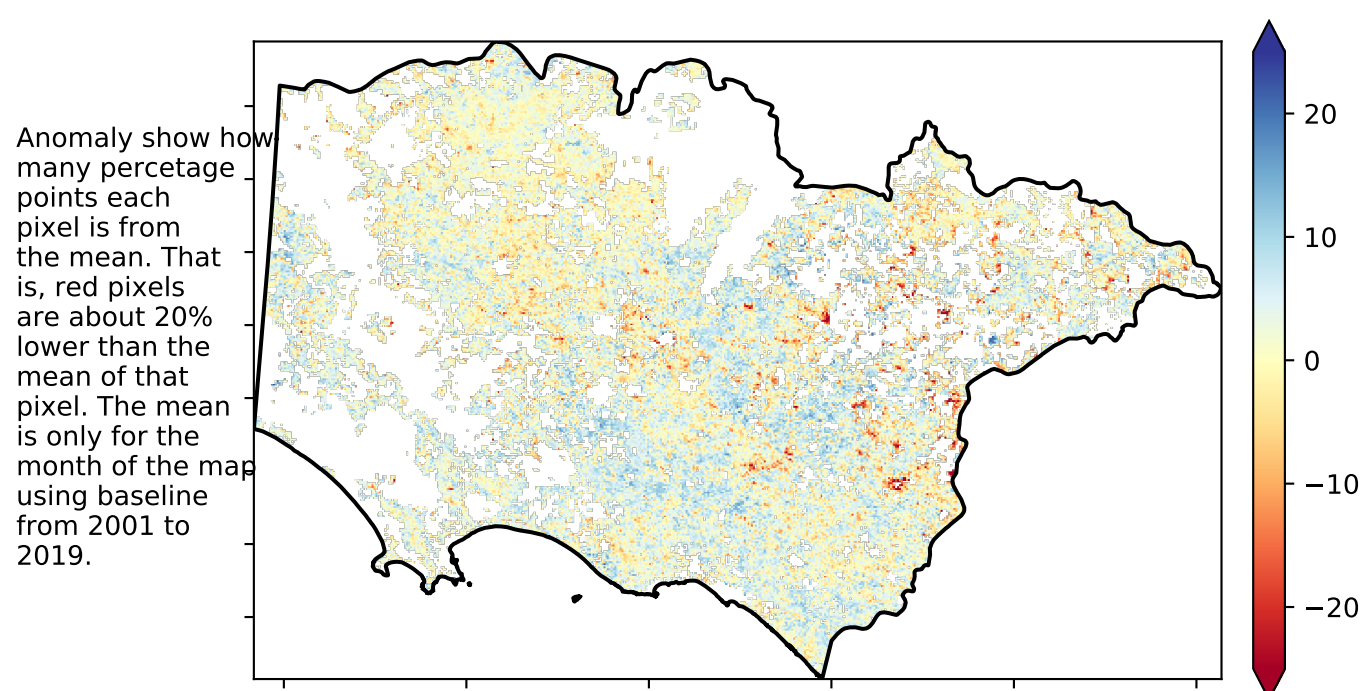 Anomaly show how
many percetage
points each
pixel is from
the mean. That
is, red pixels
are about 20%
lower than the
mean of that
pixel. The mean
is only for the
month of the map
using baseline
from 2001 to
2019.
20
10
0
−10
−20